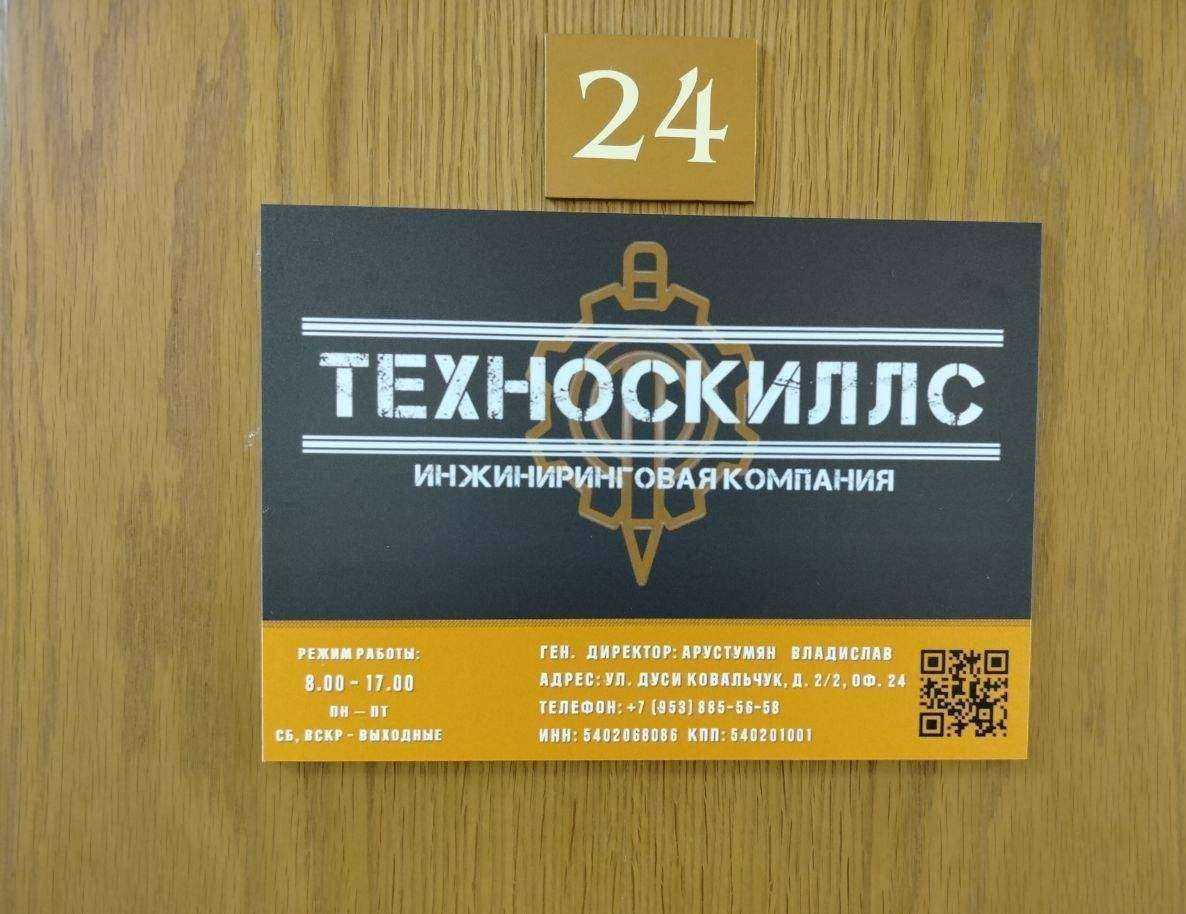 24
ТЕХНОСКИЛЛС
ИНЖИНИРИНГОВАЯ КОМПАНИЯ
РЕЖИМ РАБОТЫ:
8.00 - 17.00
ПН – ПТ
СБ, ВСКР - ВЫХОДНЫЕ
ГЕН. ДИРЕКТОР: АРУСТУМЯН ВЛАДИСЛАВ
АДРЕС: УЛ. ДУСИ КОВАЛЬЧУК, Д. 2/2, ОФ. 24
ТЕЛЕФОН: +7 (953) 885-56-58
ИНН: 5402068086 КПП: 540201001